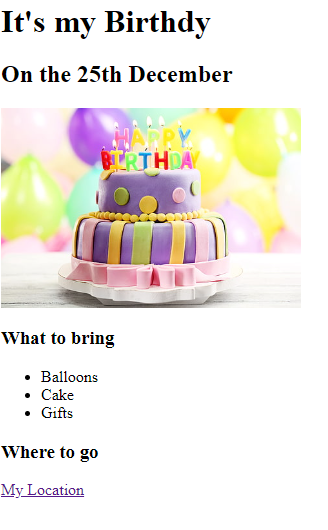 It's my Birthdy
On the 25th December
HAPPY
BIRTHDAY
What to bring
Balloons
Cake
Gifts
Where to go
My Location